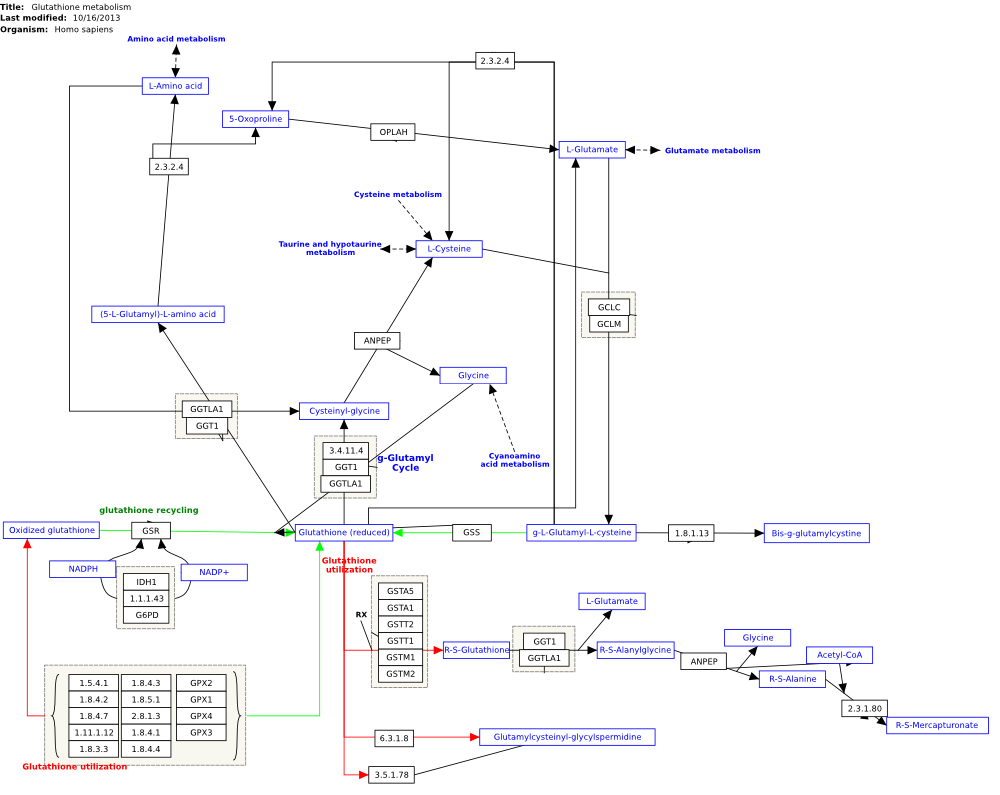 Title: Glutathione metabolism
Last modified: 10/16/2013
Organism: Homo sapiens
Amino acid metabolism
2.3.2.4
L-Amino acid
5-Oxoproline
OPLAH
L-Glutamate
Glutamate metabolism
2.3.2.4
Cysteine metabolism
Taurine and hypotaurine
metabolism
L-Cysteine
(5-L-Glutamyl)-L-amino acid
GCLC
GCLM
ANPEP
Glycine
GGTLA1
GGT1
Cysteinyl-glycine
3.4.11.4
GGT1
GGTLA1
g-Glutamyl
Cycle
Cyanoamino
acid metabolism
glutathione recycling
Oxidized glutathione
GSR
Glutathione (reduced)
GSS
g-L-Glutamyl-L-cysteine
1.8.1.13
Bis-g-glutamylcystine
NADPH
NADP+
IDH1
1.1.1.43
G6PD
Glutathione
utilization
RX
GSTA5
GSTA1
GSTT2
GSTT1
GSTM1
GSTM2
L-Glutamate
R-S-Glutathione
GGT1
GGTLA1
R-S-Alanylglycine
Glycine
ANPEP
Acetyl-CoA
R-S-Alanine
2.3.1.80
R-S-Mercapturonate
1.5.4.1 1.8.4.3 GPX2
1.8.4.2 1.8.5.1 GPX1
1.8.4.7 2.8.1.3 GPX4
1.11.1.12 1.8.4.1 GPX3
1.8.3.3 1.8.4.4
Glutathione utilization
6.3.1.8
Glutamylcysteinyl-glycylspermidine
3.5.1.78